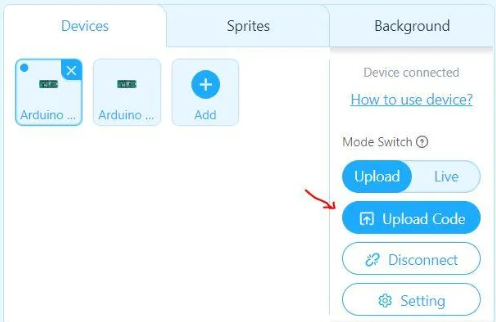 Devices
Sprites
Background
Arduino ...
Arduino ...
Add
Device connected
How to use device?
Mode Switch
Upload
Live
Upload Code
Disconnect
Setting